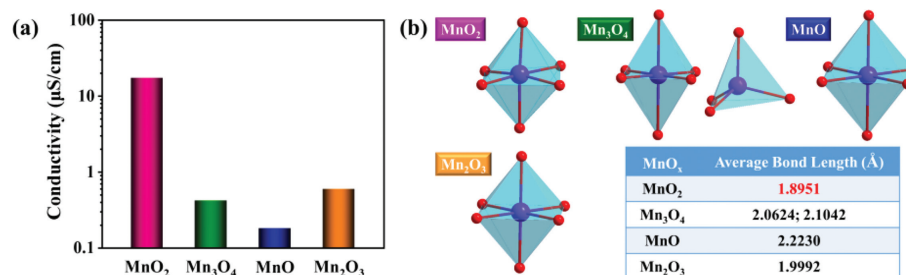 (a)
Conductivity (µS/cm)
100
10
1
0.1
MnO₂ Mn₃O₄ MnO Mn₂O₃
(b)
MnO₂ Mn₃O₄ MnO
Mn₂O₃
MnOₓ Average Bond Length (Å)
MnO₂ 1.8951
Mn₃O₄ 2.0624; 2.1042
MnO 2.2230
Mn₂O₃ 1.9992